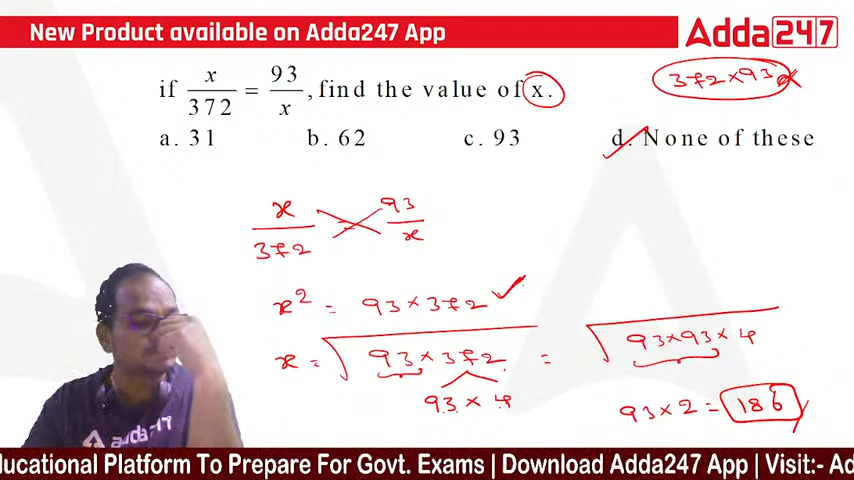 New Product available on Adda247 App
Adda247
if x/372 = 93/x, find the value of x.
372×93
a. 31 b. 62 c. 93 d. None of these
x/372 93/x
x² = 93×372
x = √93×372 = √93×93×4
93×4
93×2 = 186
adda247
ducational Platform To Prepare For Govt. Exams | Download Adda247 App | Visit:- Ad